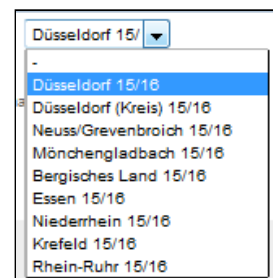 Düsseldorf 15/
-
Düsseldorf 15/16
Düsseldorf (Kreis) 15/16
Neuss/Grevenbroich 15/16
Mönchengladbach 15/16
Bergisches Land 15/16
Essen 15/16
Niederrhein 15/16
Krefeld 15/16
Rhein-Ruhr 15/16